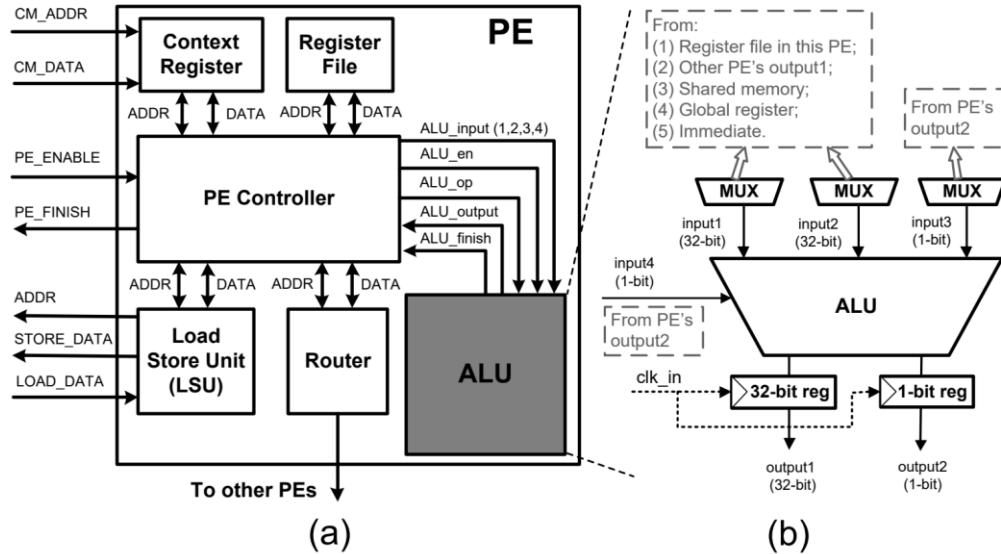 CM_ADDR
CM_DATA
PE_ENABLE
PE_FINISH
ADDR
STORE_DATA
LOAD_DATA
PE
Context
Register
Register
File
ADDR
DATA
ADDR
DATA
PE Controller
ALU_input (1,2,3,4)
ALU_en
ALU_op
ALU_output
ALU_finish
ADDR
DATA
ADDR
DATA
Load
Store Unit
(LSU)
Router
ALU
To other PEs
(a)
From:
(1) Register file in this PE;
(2) Other PE's output1;
(3) Shared memory;
(4) Global register;
(5) Immediate.
From PE's
output2
MUX
MUX
MUX
input1
(32-bit)
input2
(32-bit)
input3
(1-bit)
input4
(1-bit)
From PE's
output2
ALU
clk_in
32-bit reg
1-bit reg
output1
(32-bit)
output2
(1-bit)
(b)